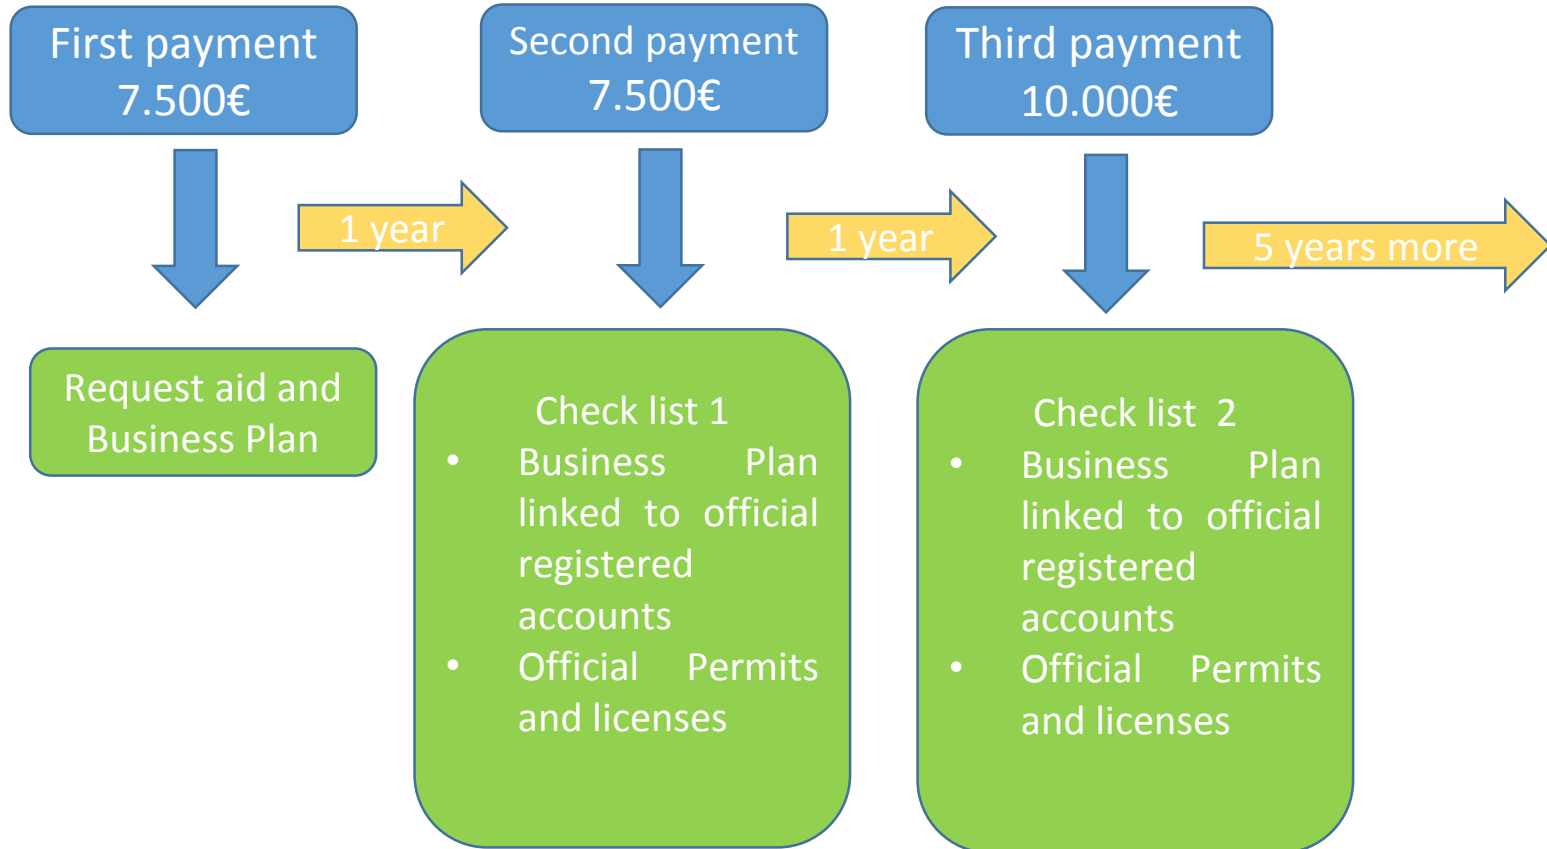 First payment
7.500€
Second payment
7.500€
Third payment
10.000€
1 year
1 year
5 years more
Request aid and
Business Plan
Check list 1
• Business Plan
linked to official
registered
accounts
• Official Permits
and licenses
Check list 2
• Business Plan
linked to official
registered
accounts
• Official Permits
and licenses